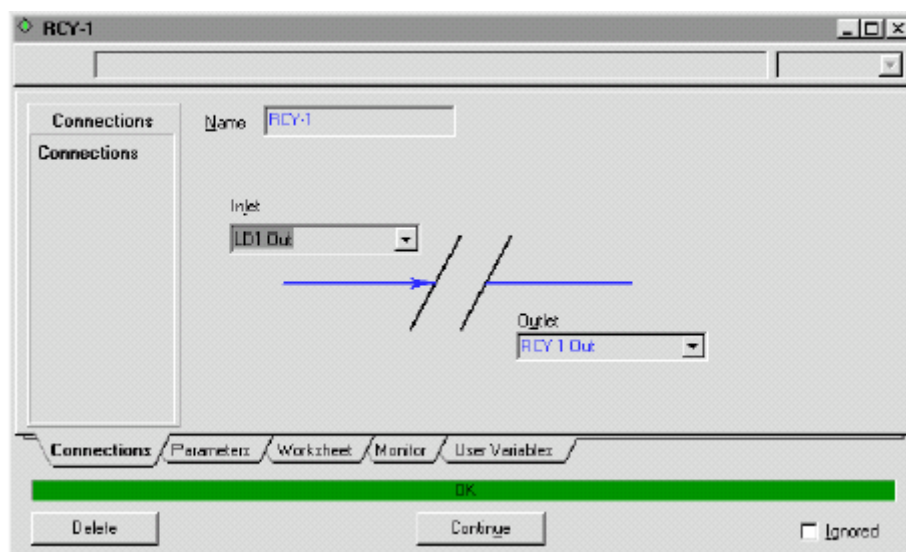 RCY-1
Connections
Connections
Name RCY-1
Inlet
LD1 Out
Outlet
RCY 1 Out
Connections Parameters Worksheet Monitor User Variables
OK
Delete Continue Ignored